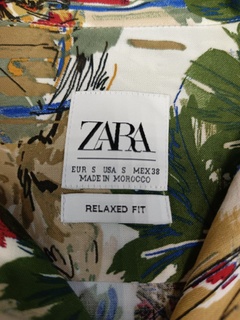 ZARA
EUR S USA S MEX 38
MADE IN MOROCCO
RELAXED FIT